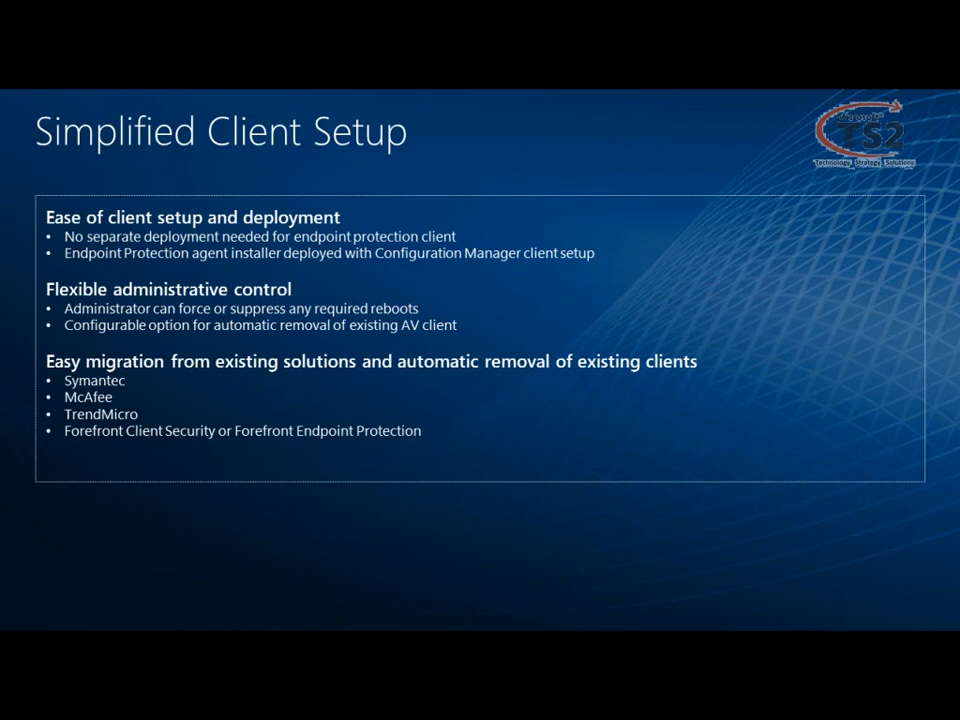 Simplified Client Setup
Microsoft
TS2
Technology Strategy Solutions
Ease of client setup and deployment
• No separate deployment needed for endpoint protection client
• Endpoint Protection agent installer deployed with Configuration Manager client setup
Flexible administrative control
• Administrator can force or suppress any required reboots
• Configurable option for automatic removal of existing AV client
Easy migration from existing solutions and automatic removal of existing clients
• Symantec
• McAfee
• TrendMicro
• Forefront Client Security or Forefront Endpoint Protection